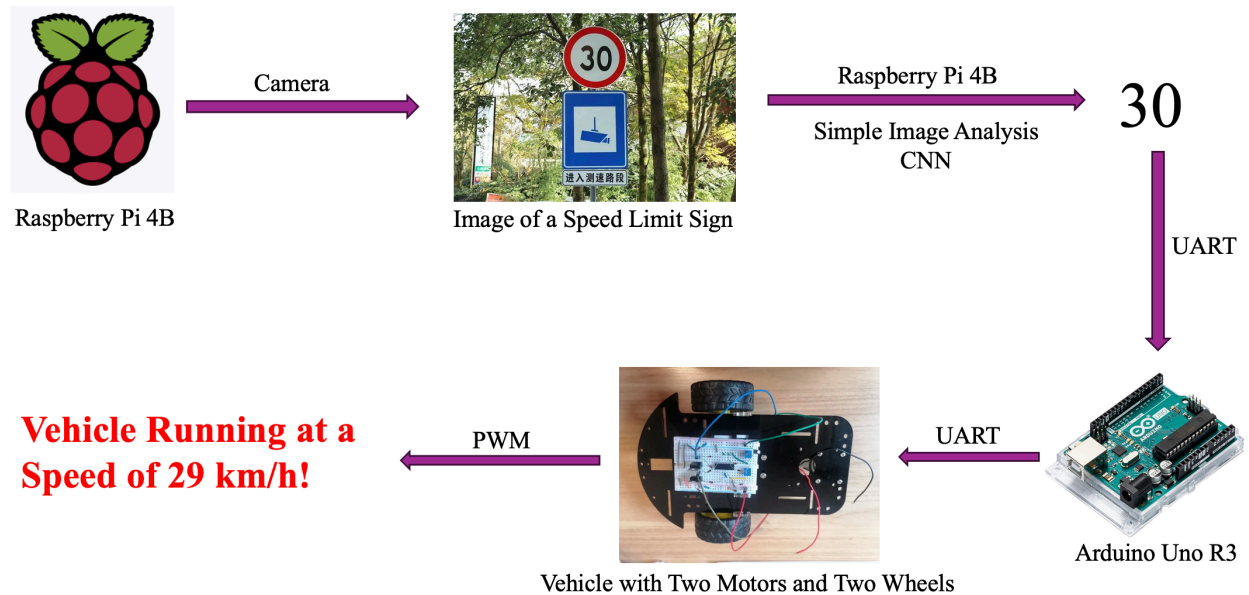 Camera
30
进入测速路段
Raspberry Pi 4B
Simple Image Analysis
CNN
30
Raspberry Pi 4B
Image of a Speed Limit Sign
UART
Vehicle Running at a
Speed of 29 km/h!
PWM
UART
ARDUINO
Arduino Uno R3
Vehicle with Two Motors and Two Wheels